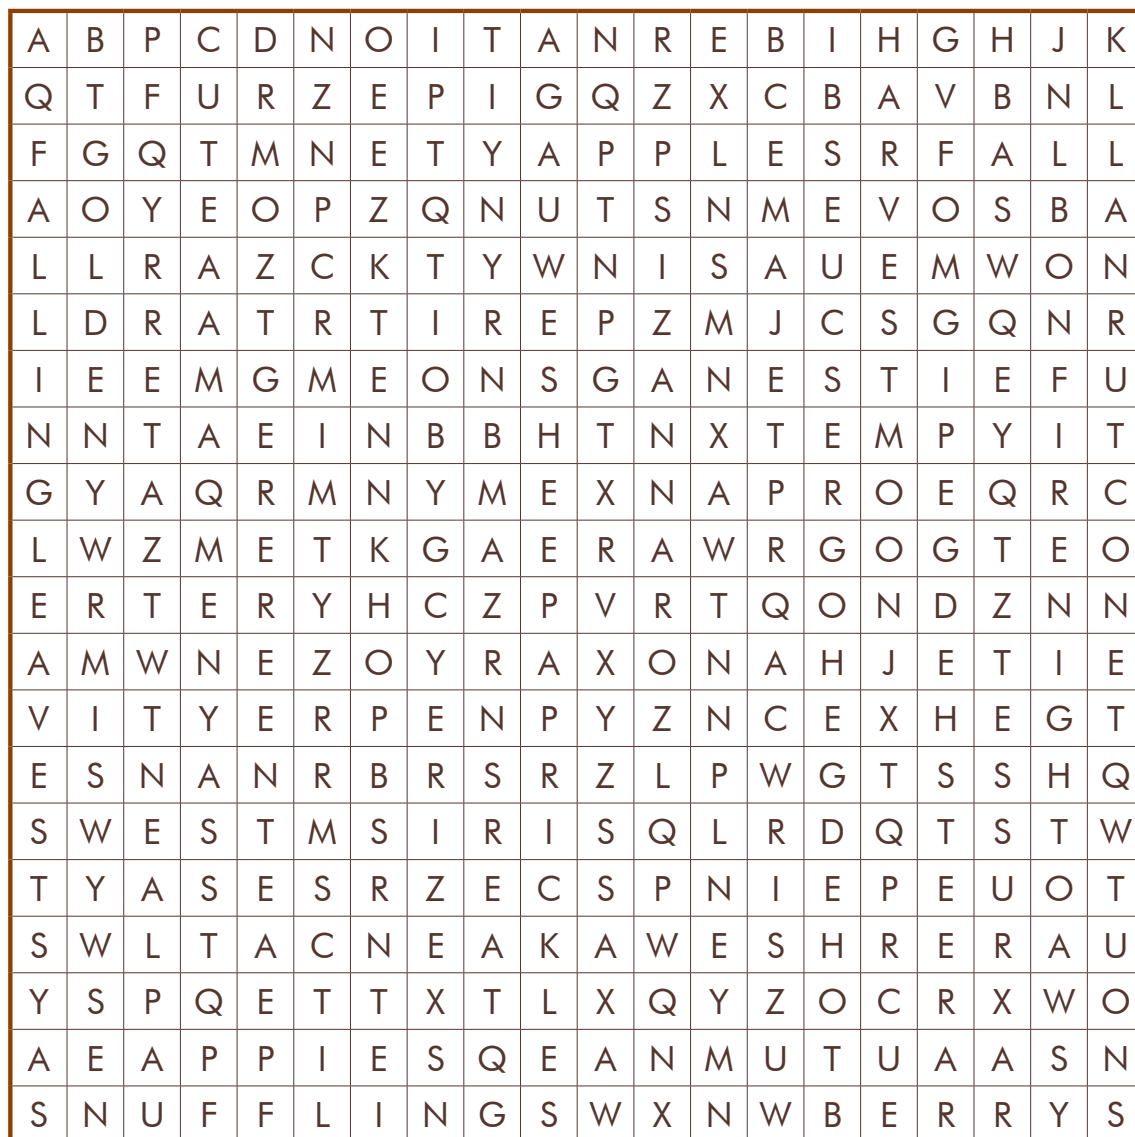 A B P C D N O I T A N R E B I H G H J K
Q T F U R Z E P I G Q Z X C B A V B N L
F G Q T M N E T Y A P P L E S R F A L L
A O Y E O P Z Q N U T S N M E V O S B A
L L R A Z C K T Y W N I S A U E M W O N
L D R A T R T I R E P Z M J C S G Q N R
I E E M G M E O N S G A N E S T I E F U
N N T A E I N B B H T N X T E M P Y I T
G Y A Q R M N Y M E X N A P R O E Q R C
L W Z M E T K G A E R A W R G O G T E O
E R T E R Y H C Z P V R T Q O N D Z N N
A M W N E Z O Y R A X O N A H J E T I E
V I T Y E R P E N P Y Z N C E X H E G T
E S N A N R B R S R Z L P W G T S S H Q
S W E S T M S I R I S Q L R D Q T S T W
T Y A S E S R Z E C S P N I E P E U O T
S W L T A C N E A K A W E S H R E R A U
Y S P Q E T T X T L X Q Y Z O C R X W O
A E A P P I E S Q E A N M U T U A A S N
S N U F F L I N G S W X N W B E R R Y S